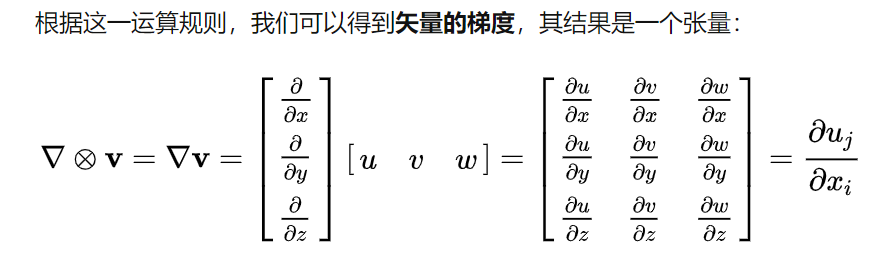 根据这一运算规则，我们可以得到矢量的梯度，其结果是一个张量：
$$\nabla \otimes \mathbf{v} = \nabla \mathbf{v} = \begin{bmatrix} \frac{\partial}{\partial x} \\ \frac{\partial}{\partial y} \\ \frac{\partial}{\partial z} \end{bmatrix} \begin{bmatrix} u & v & w \end{bmatrix} = \begin{bmatrix} \frac{\partial u}{\partial x} & \frac{\partial v}{\partial x} & \frac{\partial w}{\partial x} \\ \frac{\partial u}{\partial y} & \frac{\partial v}{\partial y} & \frac{\partial w}{\partial y} \\ \frac{\partial u}{\partial z} & \frac{\partial v}{\partial z} & \frac{\partial w}{\partial z} \end{bmatrix} = \frac{\partial u_j}{\partial x_i}$$